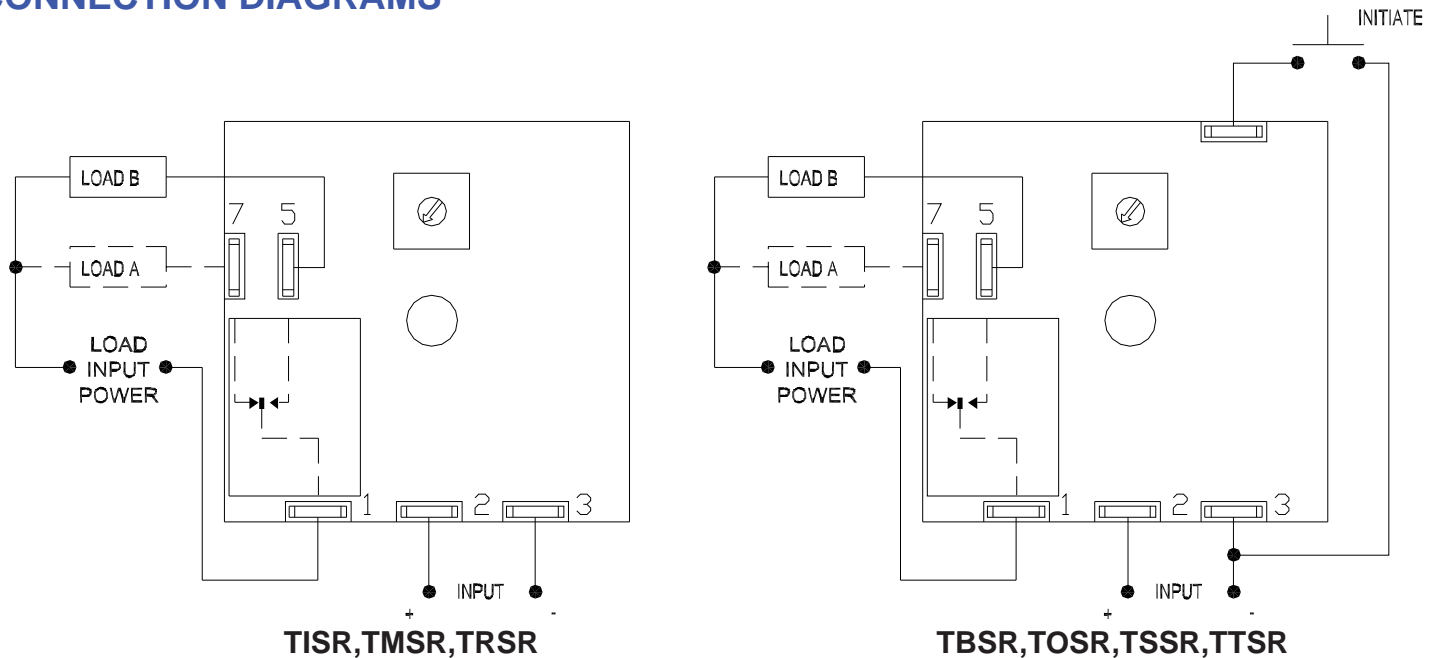 CONNECTION DIAGRAMS
INITIATE
LOAD B
7 5
LOAD A
LOAD
INPUT
POWER
1 2 3
INPUT
+ -
TISR,TMSR,TRSR
LOAD B
7 5
LOAD A
LOAD
INPUT
POWER
1 2 3
INPUT
+ -
TBSR,TOSR,TSSR,TTSR